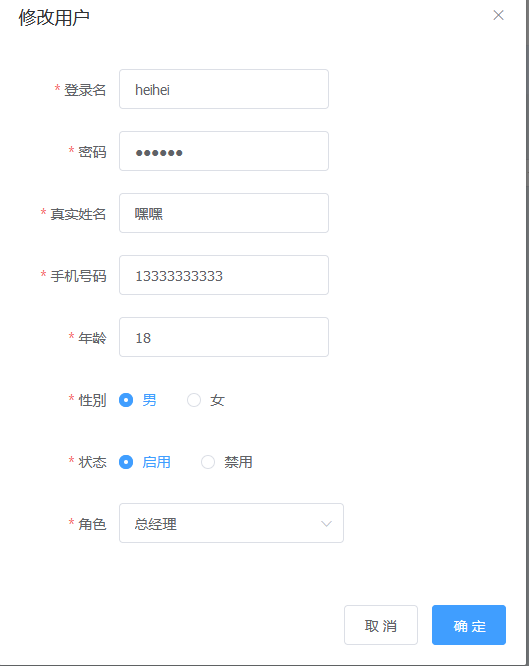 修改用户
* 登录名 heihei
* 密码 ●●●●●●
* 真实姓名 嘿嘿
* 手机号码 13333333333
* 年龄 18
* 性别 男 女
* 状态 启用 禁用
* 角色 总经理
取 消 确 定